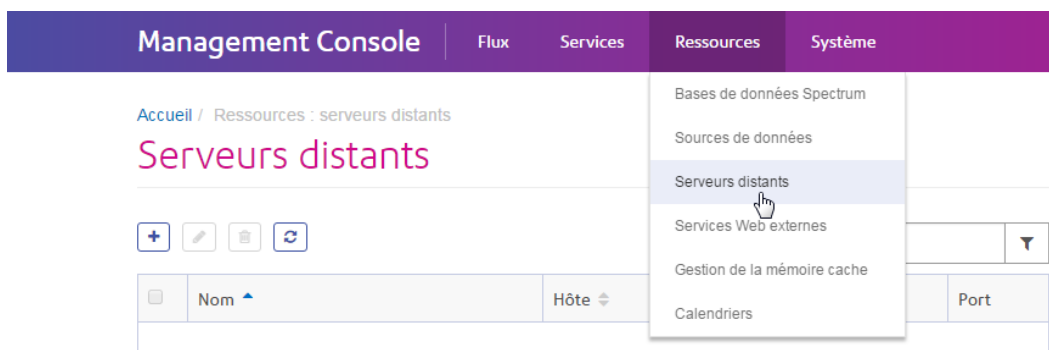 Management Console Flux Services Ressources Système
Accueil / Ressources : serveurs distants
Serveurs distants
Bases de données Spectrum
Sources de données
Serveurs distants
Services Web externes
Gestion de la mémoire cache
Calendriers
Nom Hôte Port